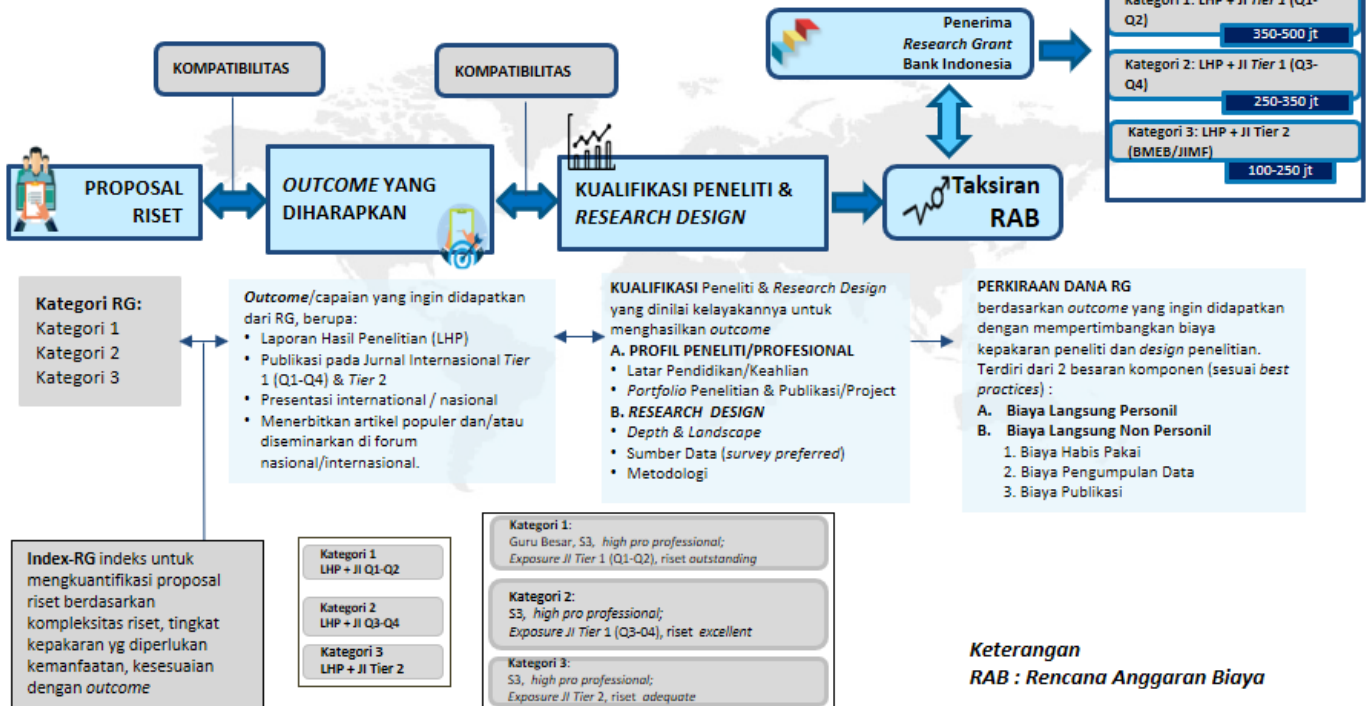 Kategori 1: LHP + JI Tier 1 (Q1-
Q2)
350-500 jt
Kategori 2: LHP + JI Tier 1 (Q3-
Q4)
250-350 jt
Kategori 3: LHP + JI Tier 2
(BMEB/JIMF)
100-250 jt
Penerima
Research Grant
Bank Indonesia
KOMPATIBILITAS
KOMPATIBILITAS
PROPOSAL
RISET
OUTCOME YANG
DIHARAPKAN
KUALIFIKASI PENELITI &
RESEARCH DESIGN
Taksiran
RAB
Kategori RG:
Kategori 1
Kategori 2
Kategori 3
Outcome/capaian yang ingin didapatkan
dari RG, berupa:
• Laporan Hasil Penelitian (LHP)
• Publikasi pada Jurnal Internasional Tier
1 (Q1-Q4) & Tier 2
• Presentasi international / nasional
• Menerbitkan artikel populer dan/atau
diseminarkan di forum
nasional/internasional.
KUALIFIKASI Peneliti & Research Design
yang dinilai kelayakannya untuk
menghasilkan outcome
A. PROFIL PENELITI/PROFESIONAL
• Latar Pendidikan/Keahlian
• Portfolio Penelitian & Publikasi/Project
B. RESEARCH DESIGN
• Depth & Landscape
• Sumber Data (survey preferred)
• Metodologi
PERKIRAAN DANA RG
berdasarkan outcome yang ingin didapatkan
dengan mempertimbangkan biaya
kepakaran peneliti dan design penelitian.
Terdiri dari 2 besaran komponen (sesuai best
practices) :
A. Biaya Langsung Personil
B. Biaya Langsung Non Personil
1. Biaya Habis Pakai
2. Biaya Pengumpulan Data
3. Biaya Publikasi
Index-RG indeks untuk
mengkuantifikasi proposal
riset berdasarkan
kompleksitas riset, tingkat
kepakaran yg diperlukan
kemanfaatan, kesesuaian
dengan outcome
Kategori 1
LHP + JI Q1-Q2
Kategori 2
LHP + JI Q3-Q4
Kategori 3
LHP + JI Tier 2
Kategori 1:
Guru Besar, S3, high pro professional;
Exposure JI Tier 1 (Q1-Q2), riset outstanding
Kategori 2:
S3, high pro professional;
Exposure JI Tier 1 (Q3-04), riset excellent
Kategori 3:
S3, high pro professional;
Exposure JI Tier 2, riset adequate
Keterangan
RAB : Rencana Anggaran Biaya